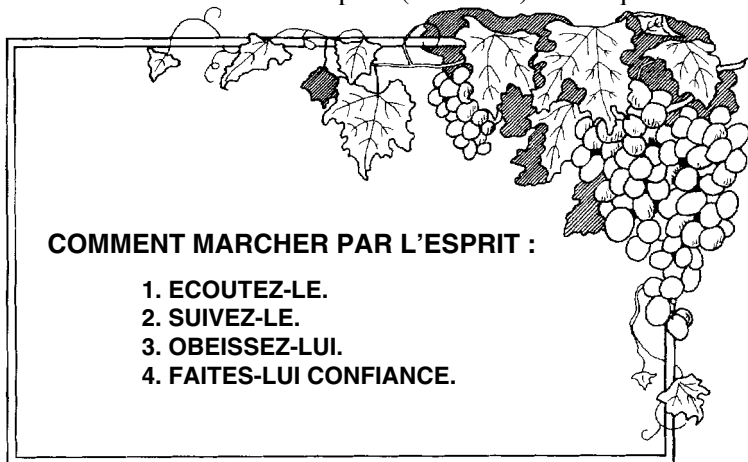 COMMENT MARCHER PAR L'ESPRIT :
1. ECOUTEZ-LE.
2. SUIVEZ-LE.
3. OBEISSEZ-LUI.
4. FAITES-LUI CONFIANCE.